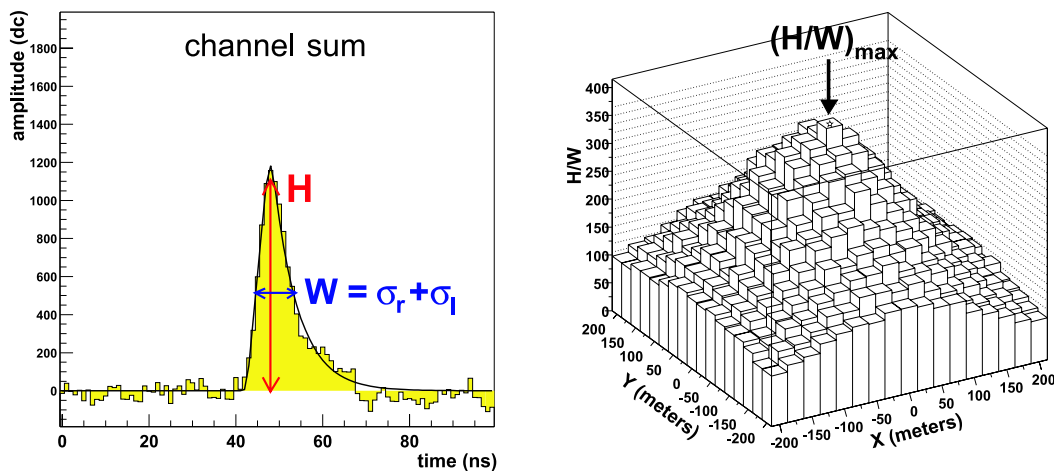 amplitude (dc)
channel sum
1800
1600
1400
1200
1000
800
600
400
200
0
H
W = σr+σl
0 20 40 60 80
time (ns)
(H/W)max
H/W
400
350
300
250
200
150
100
50
0
200 150 100 50 0 -50 -100 -150 -200
Y (meters)
-200 -150 -100 -50 0 50 100 150 200
X (meters)